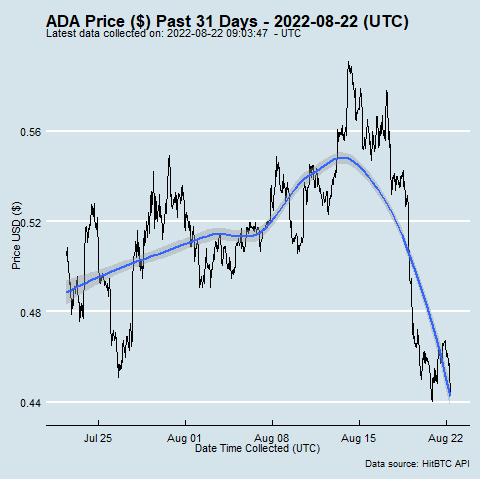 ADA Price ($) Past 31 Days - 2022-08-22 (UTC)
Latest data collected on: 2022-08-22 09:03:47 - UTC
Price USD ($)
0.56
0.52
0.48
0.44
Jul 25
Aug 01
Aug 08
Aug 15
Aug 22
Date Time Collected (UTC)
Data source: HitBTC API